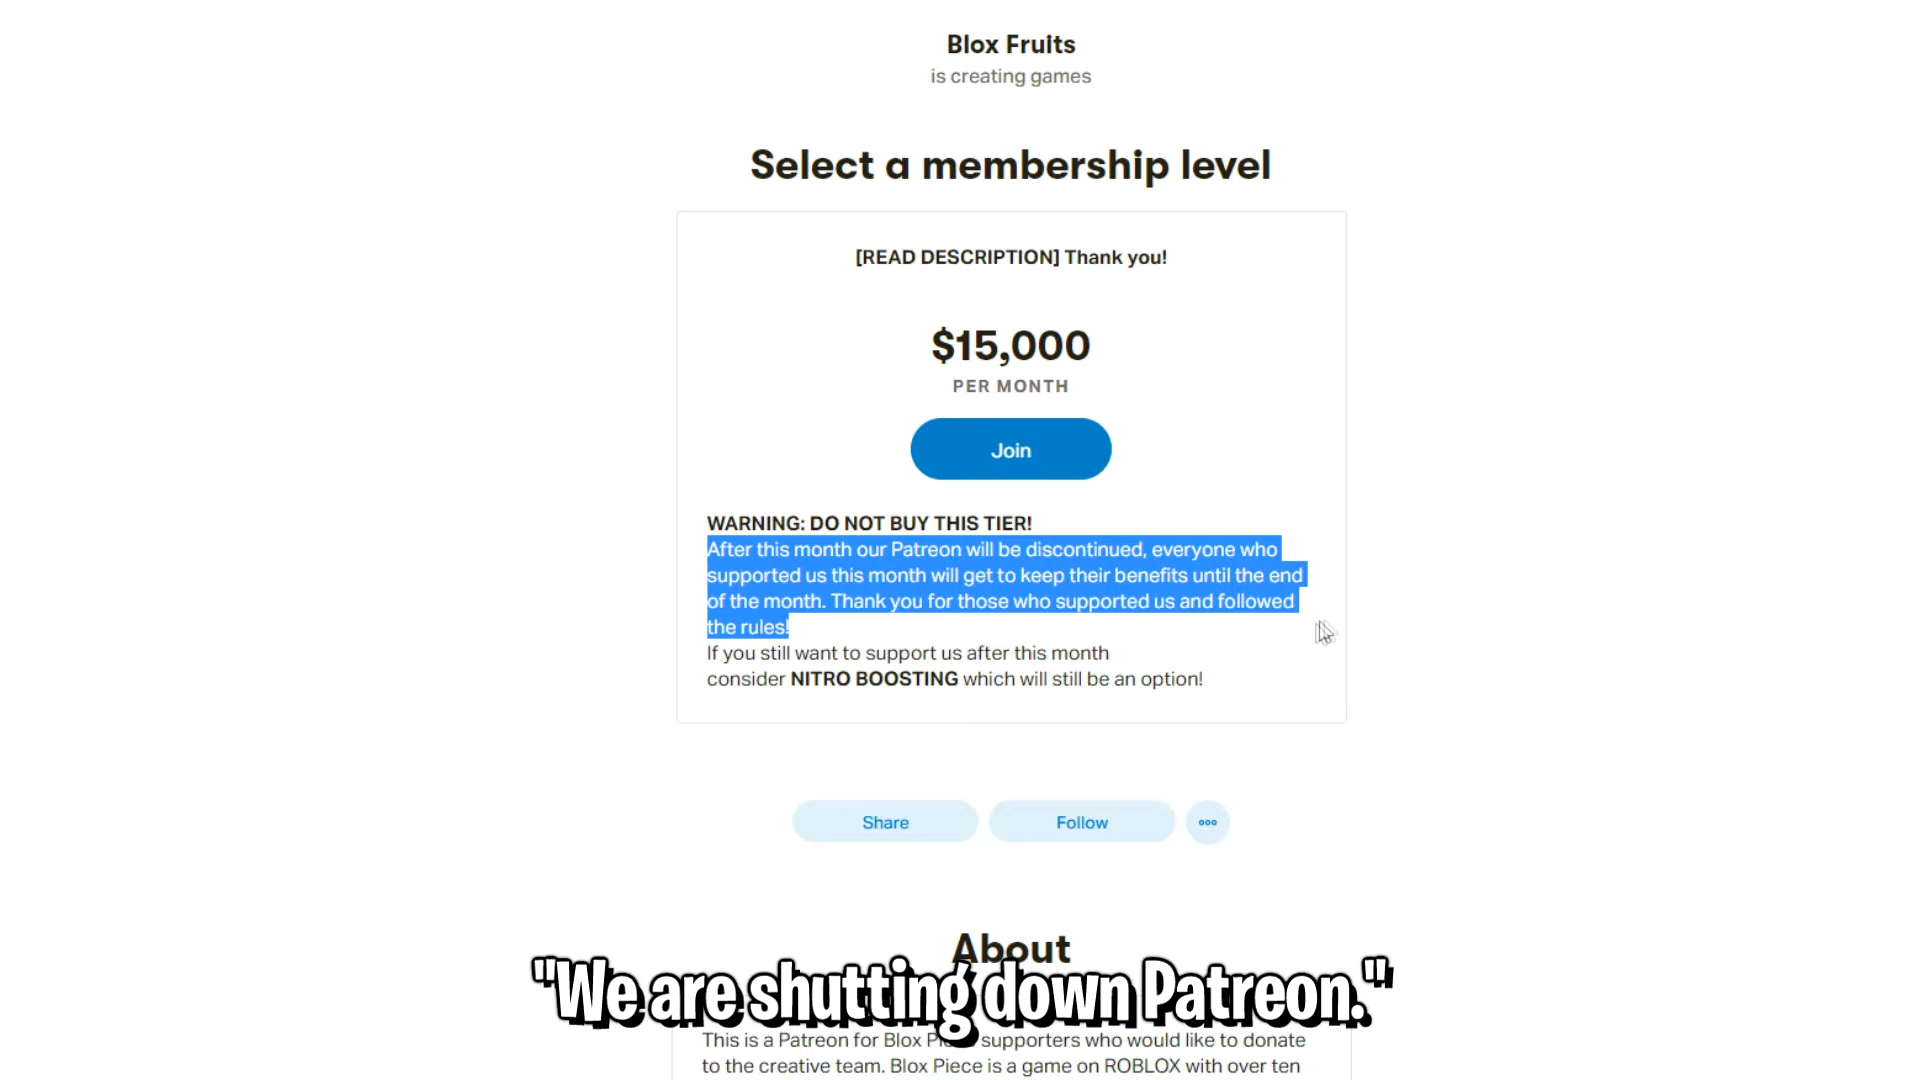 Blox Fruits
is creating games
Select a membership level
[READ DESCRIPTION] Thank you!
$15,000
PER MONTH
Join
WARNING: DO NOT BUY THIS TIER!
After this month our Patreon will be discontinued, everyone who
supported us this month will get to keep their benefits until the end
of the month. Thank you for those who supported us and followed
the rules!
If you still want to support us after this month
consider NITRO BOOSTING which will still be an option!
Share
Follow
About
"We are shutting down Patreon."
This is a Patreon for Blox Piece supporters who would like to donate
to the creative team. Blox Piece is a game on ROBLOX with over ten